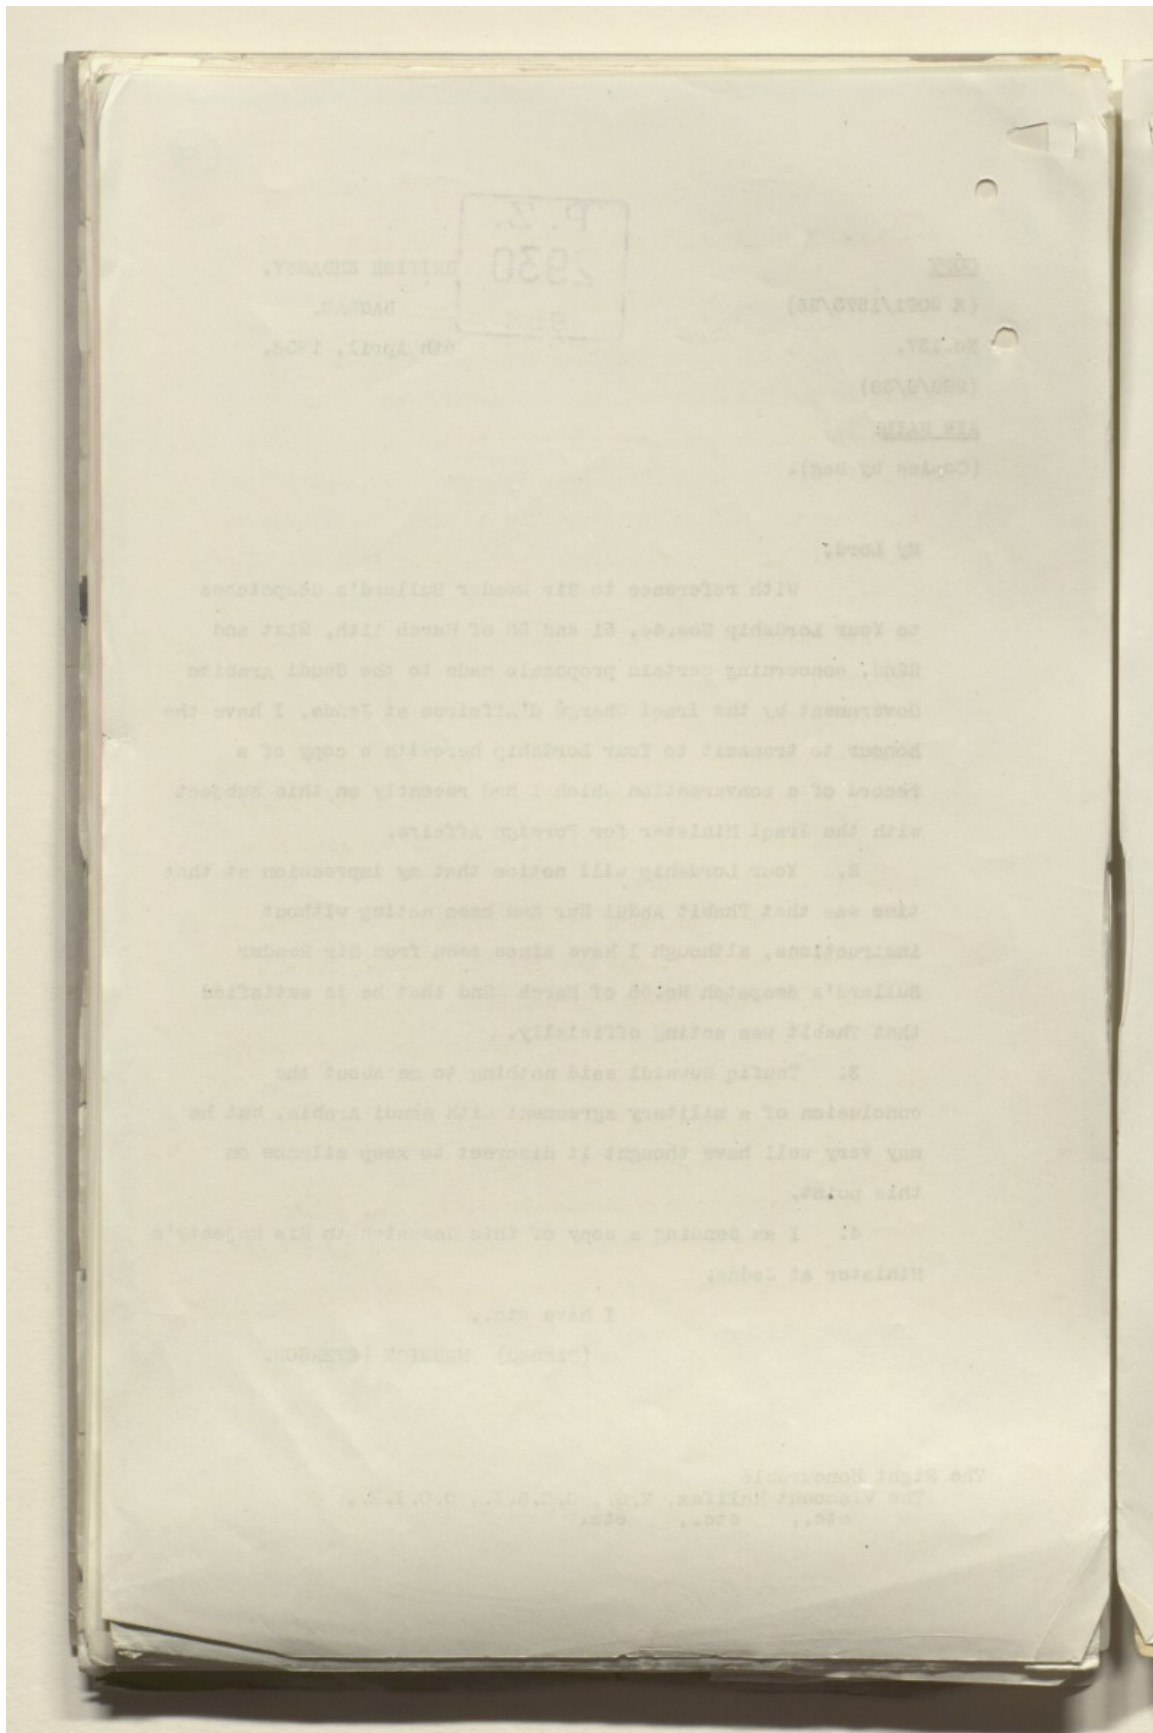 P.Z.
2930
COPY
BRITISH EMBASSY,
BAGDAD.
No.137.
6th April, 1938.
AIR MAIL
(Copies by Bag).
My Lord,
With reference to Sir Reader Bullard's despatches
to Your Lordship Nos.44, 51 and of March 11th, 21st and
22nd, concerning certain proposals made to the Saudi Arabian
Government by the Iraqi Chargé d'Affaires at Jedda, I have the
honour to transmit to Your Lordship herewith a copy of a
record of a conversation which I had recently on this subject
with the Iraqi Minister for Foreign Affairs.
2. Your Lordship will notice that my impression at that
time was that Thabit Abdul Nur had been acting without
instructions, although I have since seen from Sir Reader
Bullard's despatch of March that he is satisfied
that Thabit was acting officially.
3. Taufiq Suwaidi said nothing to me about the
conclusion of a military agreement with Saudi Arabia, but he
may very well have thought it discreet to keep silence on
this point.
4. I am sending a copy of this despatch to His Majesty's
Minister at Jedda.
I have etc.,
(Signed) MAURICE PETERSON.
The Right Honourable
The Viscount Halifax, K.G., G.C.S.I., G.C.I.E.,
etc., etc., etc.